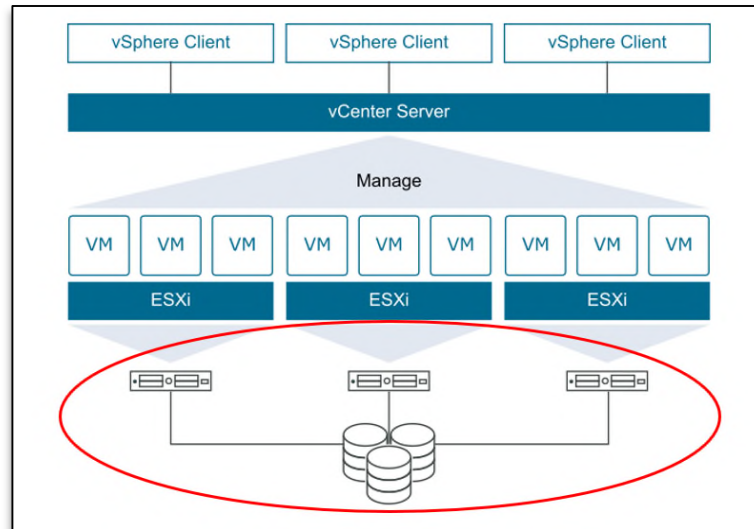 vSphere Client vSphere Client vSphere Client
vCenter Server
Manage
VM VM VM VM VM VM VM VM VM
ESXi ESXi ESXi